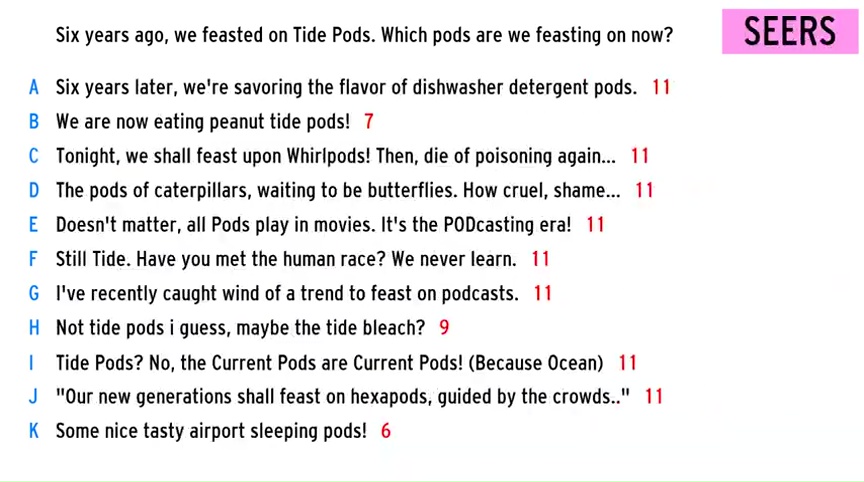 Six years ago, we feasted on Tide Pods. Which pods are we feasting on now?
SEERS
A Six years later, we're savoring the flavor of dishwasher detergent pods. 11
B We are now eating peanut tide pods! 7
C Tonight, we shall feast upon Whirlpods! Then, die of poisoning again... 11
D The pods of caterpillars, waiting to be butterflies. How cruel, shame... 11
E Doesn't matter, all Pods play in movies. It's the PODcasting era! 11
F Still Tide. Have you met the human race? We never learn. 11
G I've recently caught wind of a trend to feast on podcasts. 11
H Not tide pods i guess, maybe the tide bleach? 9
I Tide Pods? No, the Current Pods are Current Pods! (Because Ocean) 11
J "Our new generations shall feast on hexapods, guided by the crowds.." 11
K Some nice tasty airport sleeping pods! 6